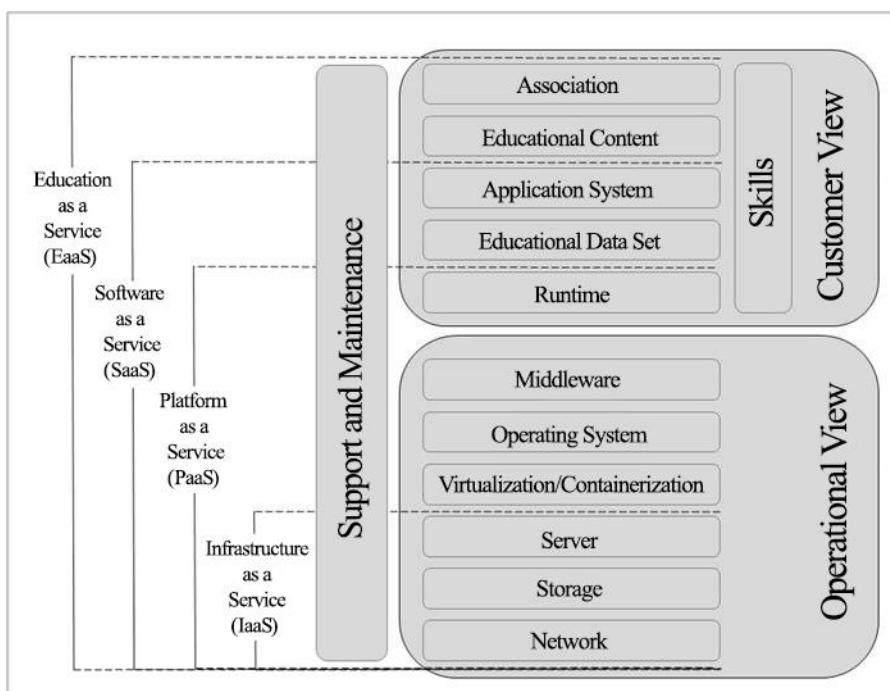 Education
as a
Service
(EaaS)
Software
as a
Service
(SaaS)
Platform
as a
Service
(PaaS)
Infrastructure
as a
Service
(IaaS)
Support and Maintenance
Association
Educational Content
Application System
Educational Data Set
Runtime
Skills
Customer View
Middleware
Operating System
Virtualization/Containerization
Server
Storage
Network
Operational View